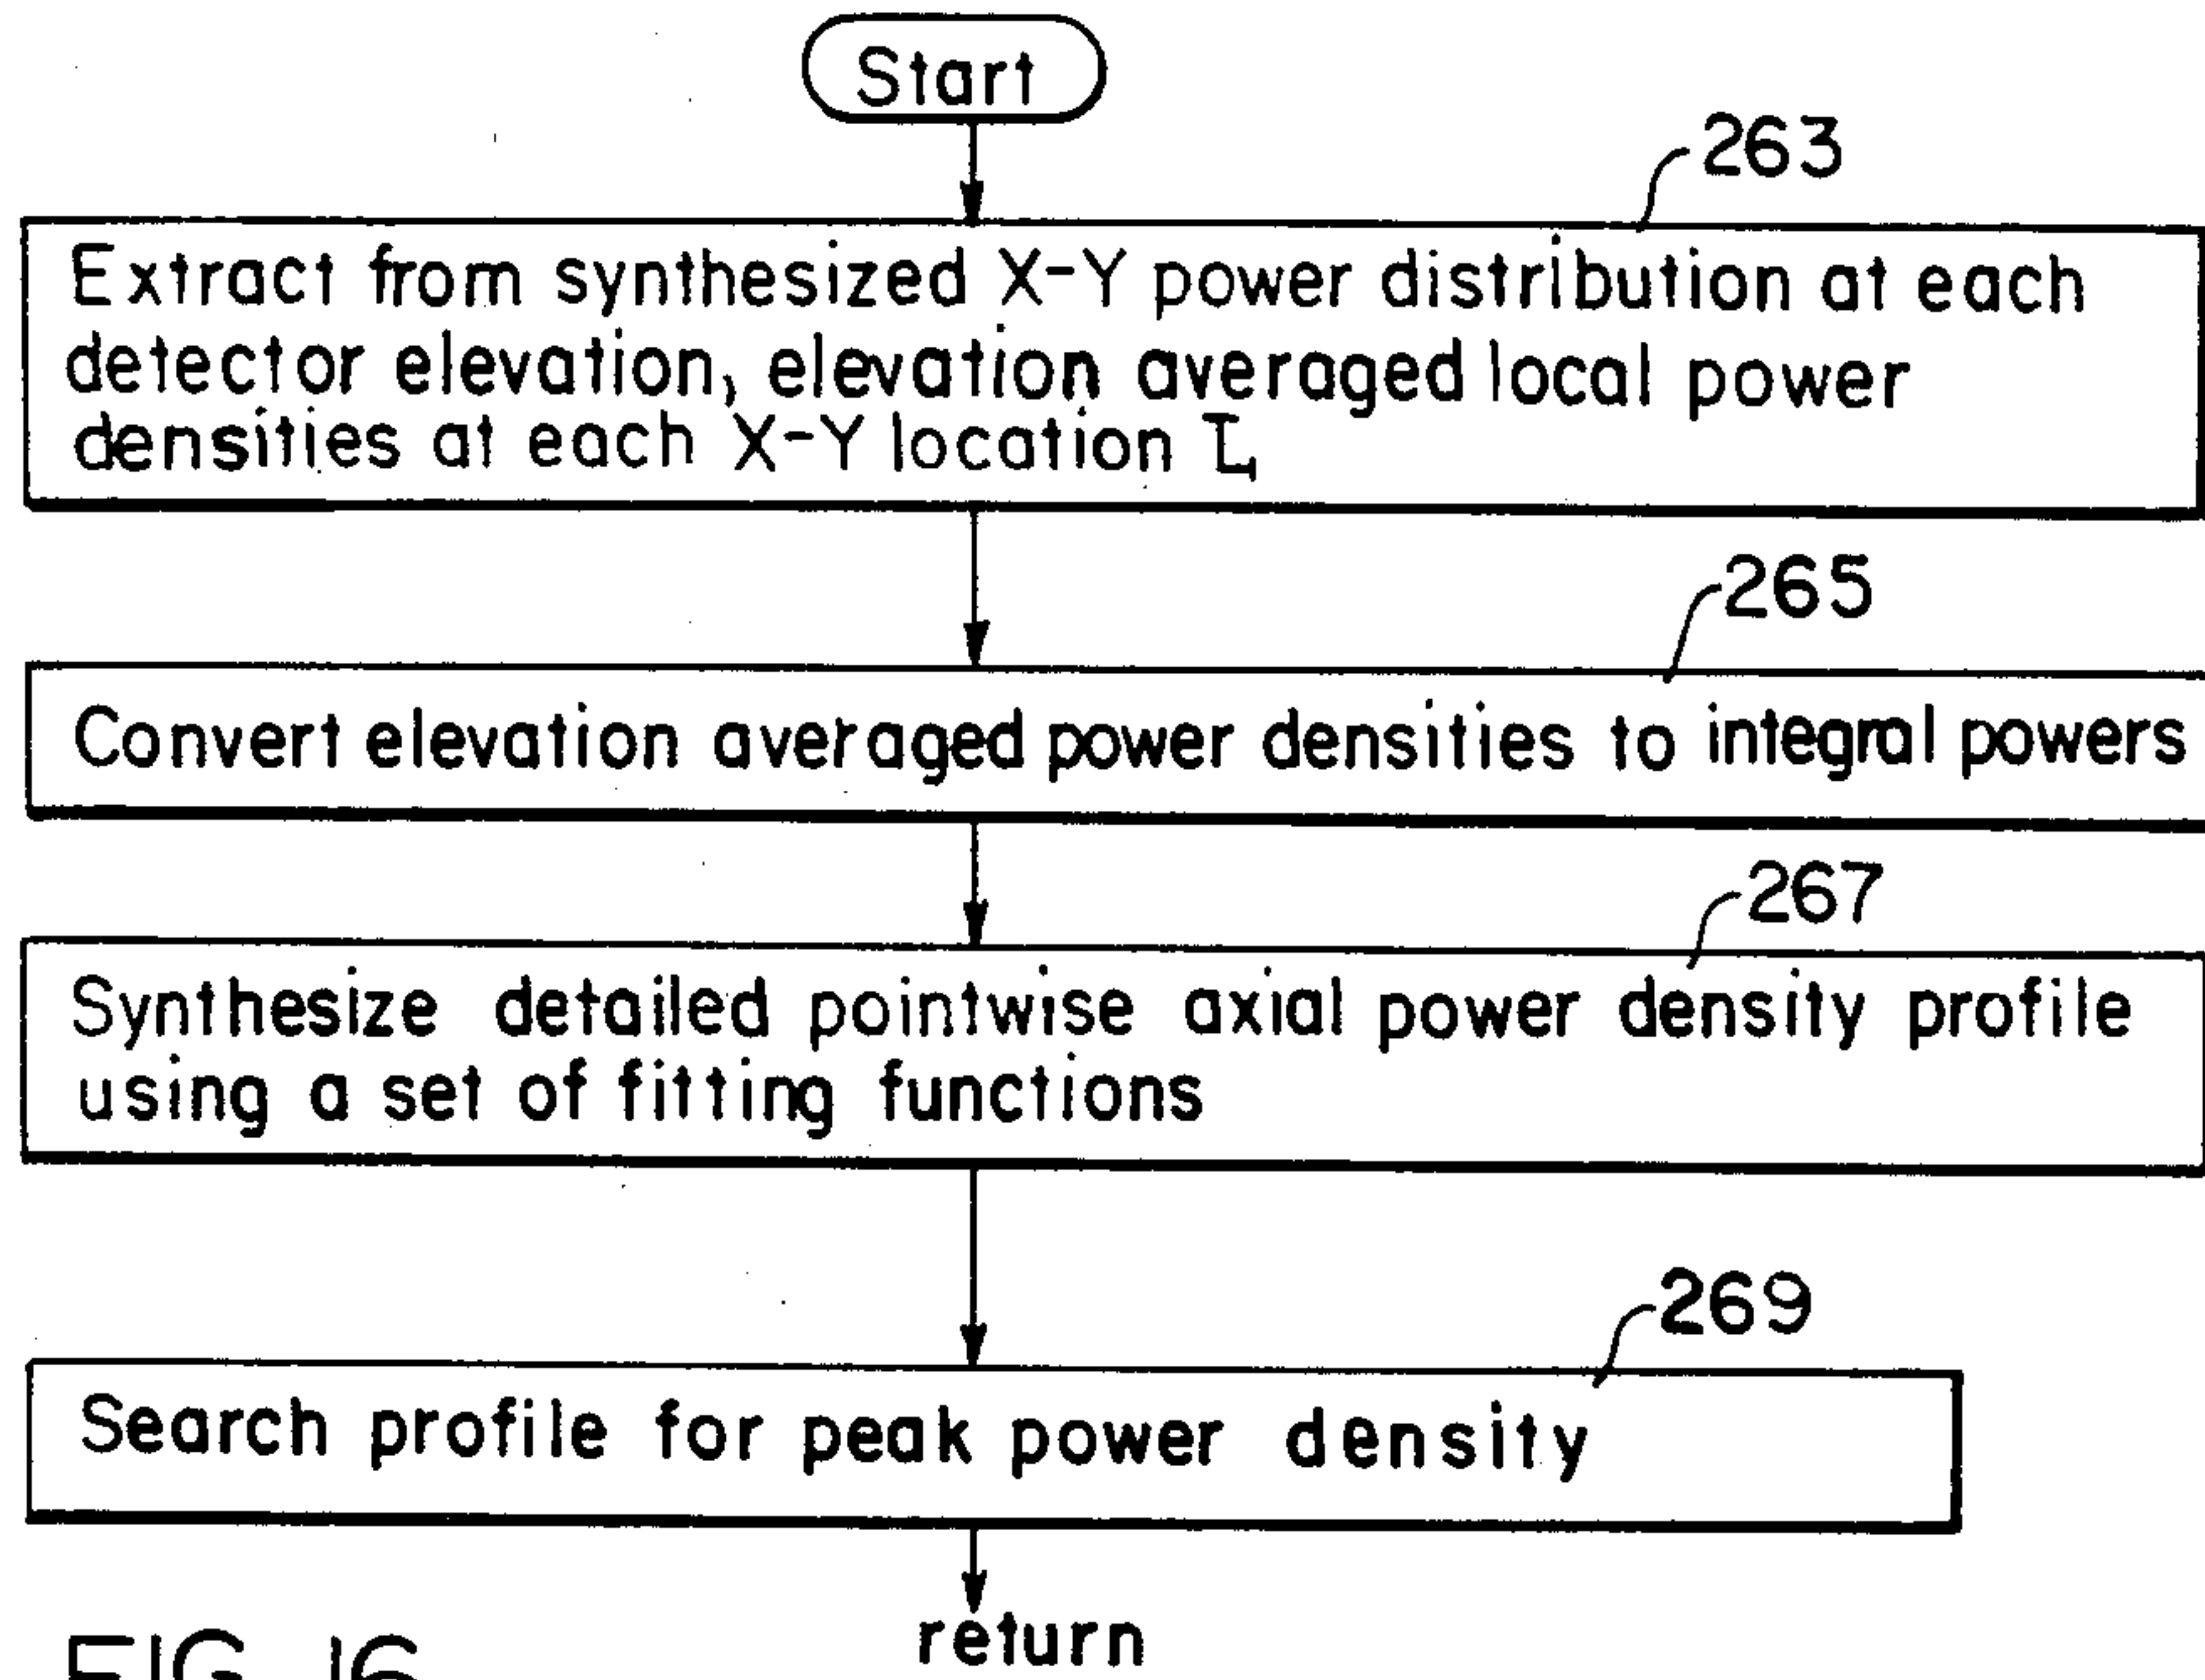 Start
263
Extract from synthesized X-Y power distribution at each
detector elevation, elevation averaged local power
densities at each X-Y location
265
Convert elevation averaged power densities to integral powers
267
Synthesize detailed pointwise axial power density profile
using a set of fitting functions
269
Search profile for peak power density
return
FIG. 16